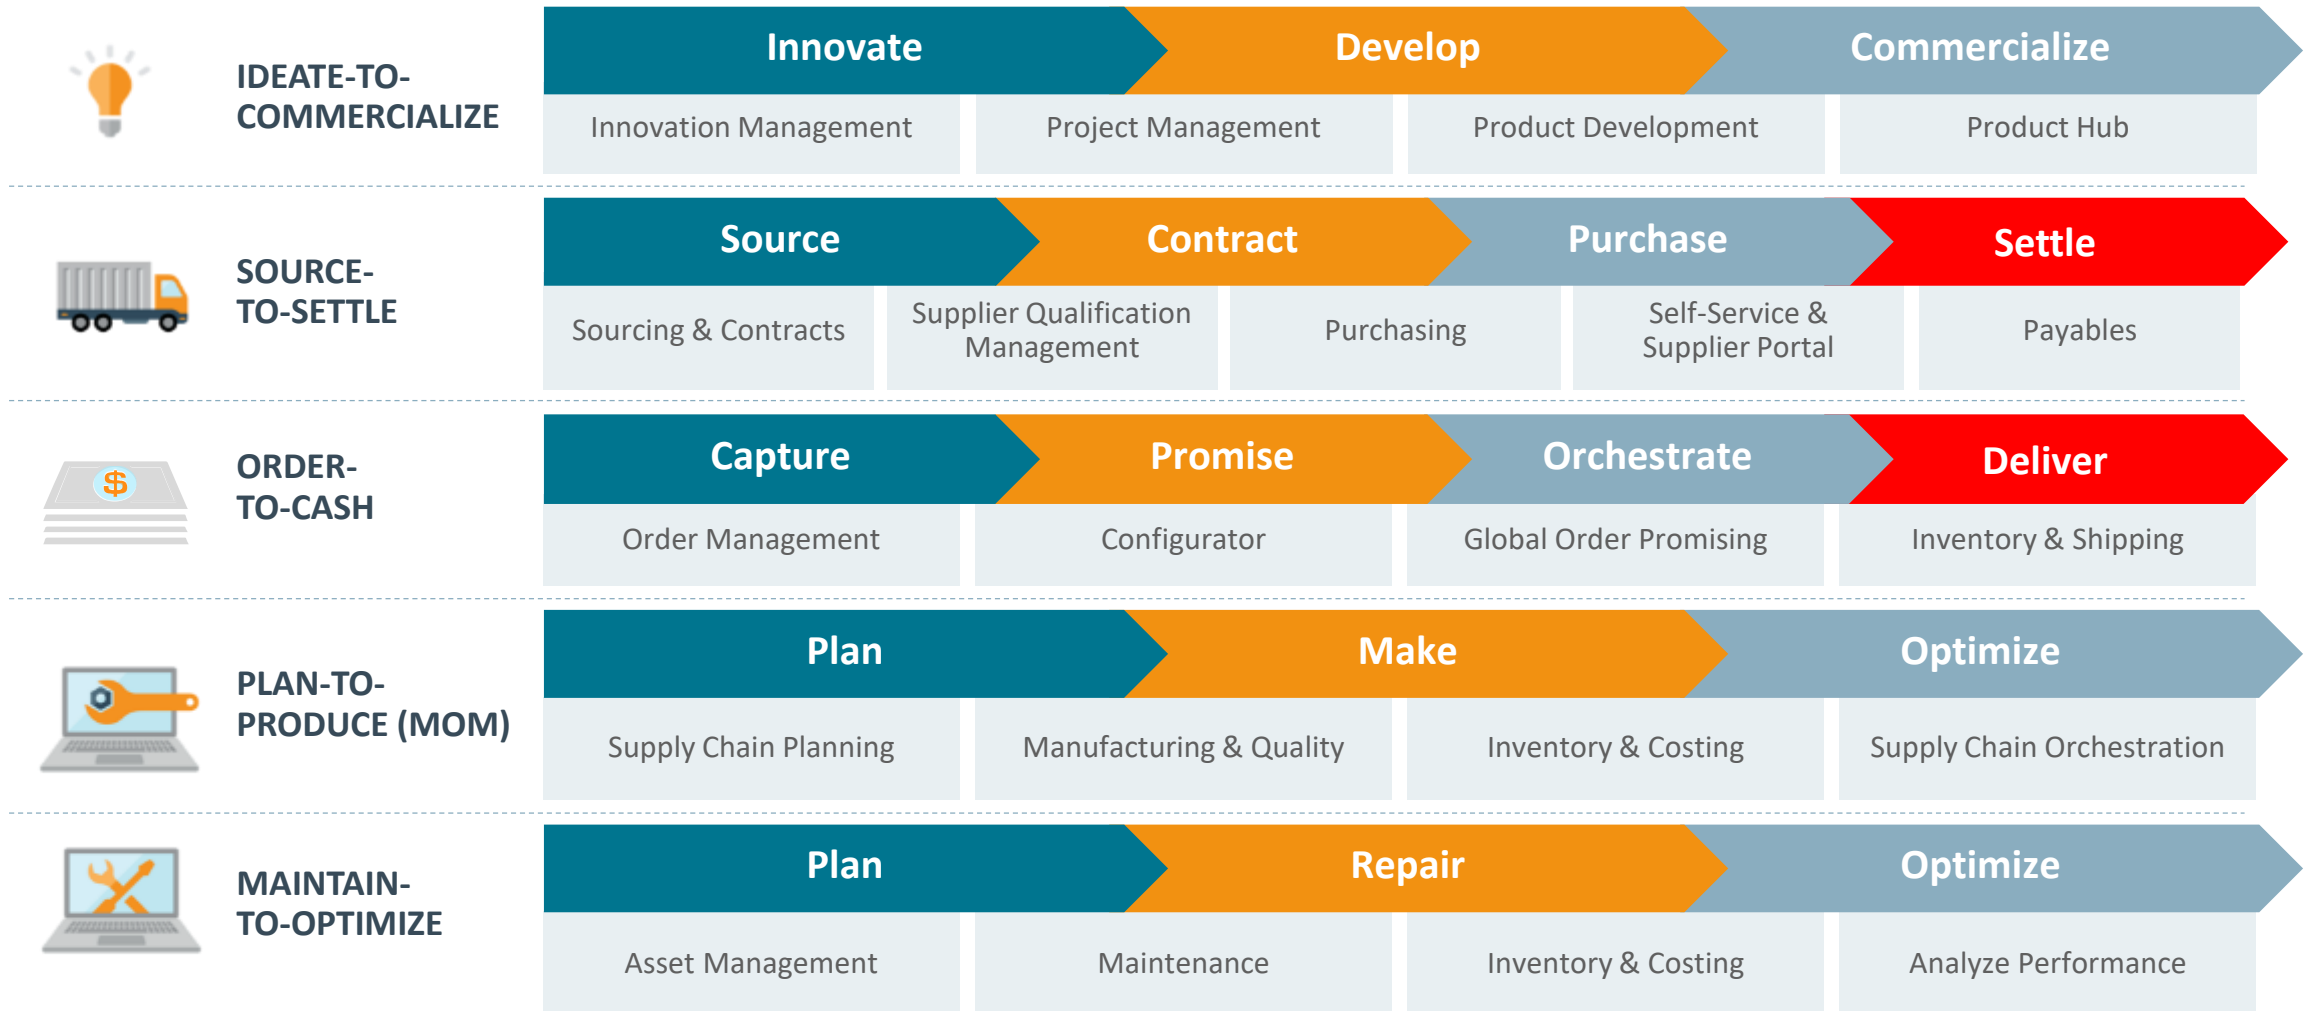 IDEATE-TO-
COMMERCIALIZE
Innovate
Develop
Commercialize
Innovation Management
Project Management
Product Development
Product Hub
SOURCE-
TO-SETTLE
Source
Contract
Purchase
Settle
Sourcing & Contracts
Supplier Qualification
Management
Purchasing
Self-Service &
Supplier Portal
Payables
$
ORDER-
TO-CASH
Capture
Promise
Orchestrate
Deliver
Order Management
Configurator
Global Order Promising
Inventory & Shipping
PLAN-TO-
PRODUCE (MOM)
Plan
Make
Optimize
Supply Chain Planning
Manufacturing & Quality
Inventory & Costing
Supply Chain Orchestration
MAINTAIN-
TO-OPTIMIZE
Plan
Repair
Optimize
Asset Management
Maintenance
Inventory & Costing
Analyze Performance